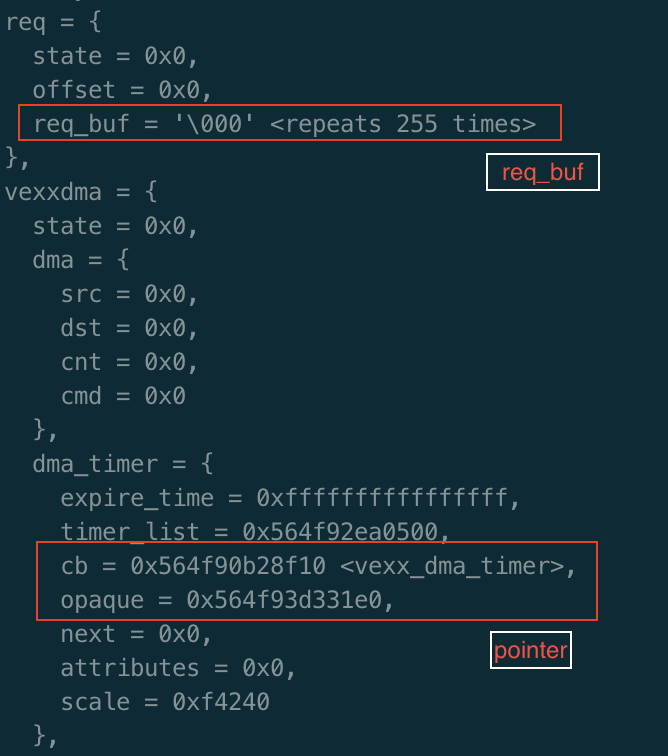 req = {
state = 0x0,
offset = 0x0,
req_buf = '\000' <repeats 255 times>
},
req_buf
vexxdma = {
state = 0x0,
dma = {
src = 0x0,
dst = 0x0,
cnt = 0x0,
cmd = 0x0
},
dma_timer = {
expire_time = 0xffffffffffffffff,
timer_list = 0x564f92ea0500,
cb = 0x564f90b28f10 <vexx_dma_timer>,
opaque = 0x564f93d331e0,
next = 0x0,
pointer
attributes = 0x0,
scale = 0xf4240
},